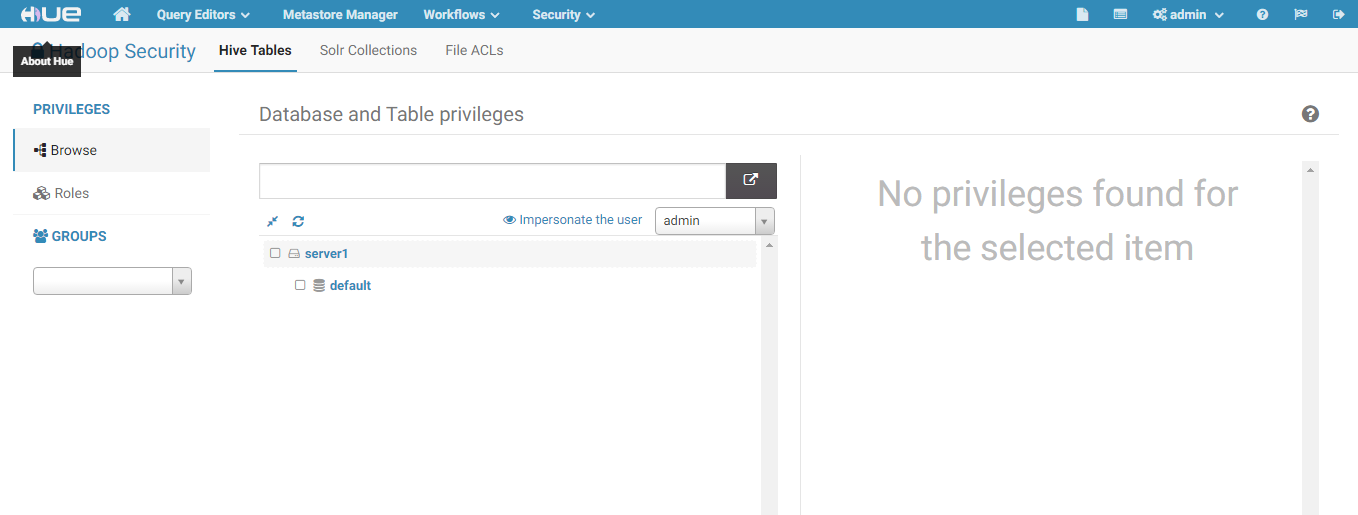 HUE Query Editors Metastore Manager Workflows Security admin
Hadoop Security Hive Tables Solr Collections File ACLs
About Hue
PRIVILEGES
Browse
Roles
GROUPS
Database and Table privileges
Impersonate the user admin
server1
default
No privileges found for
the selected item